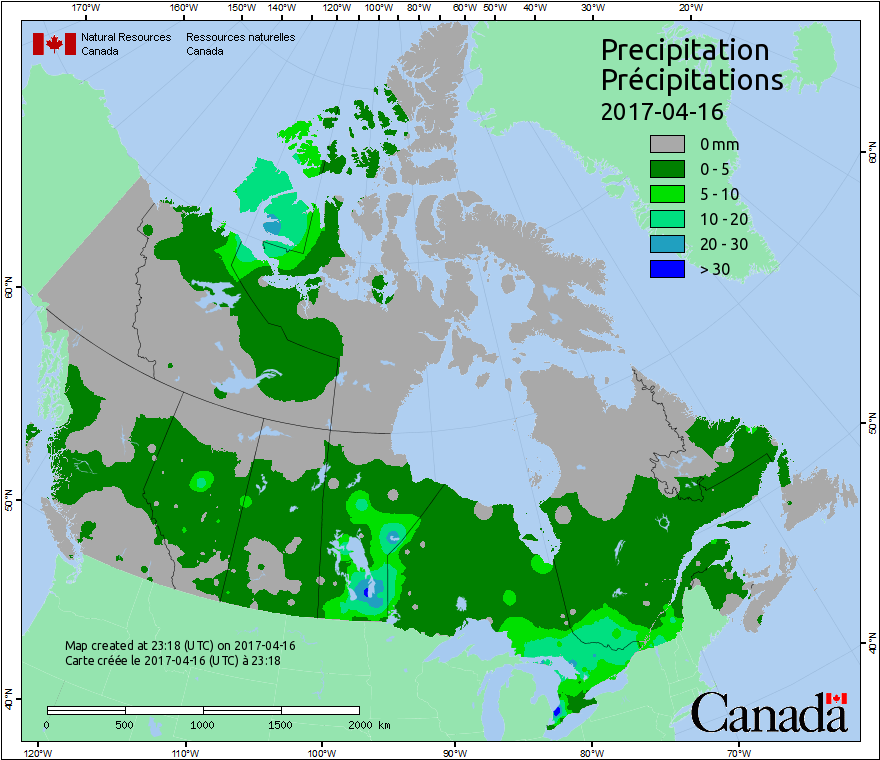 170°W 160°W 150°W 140°W 120°W 100°W 80°W 60°W 50°W 40°W 30°W 20°W
Natural Resources Ressources naturelles
Canada Canada
Precipitation
Précipitations
2017-04-16
0 mm
0 - 5
5 - 10
10 - 20
20 - 30
> 30
60°N
60°N
50°N
50°N
40°N
40°N
Map created at 23:18 (UTC) on 2017-04-16
Carte créée le 2017-04-16 (UTC) à 23:18
0 500 1000 1500 2000 km
Canada
120°W 110°W 100°W 90°W 80°W 70°W